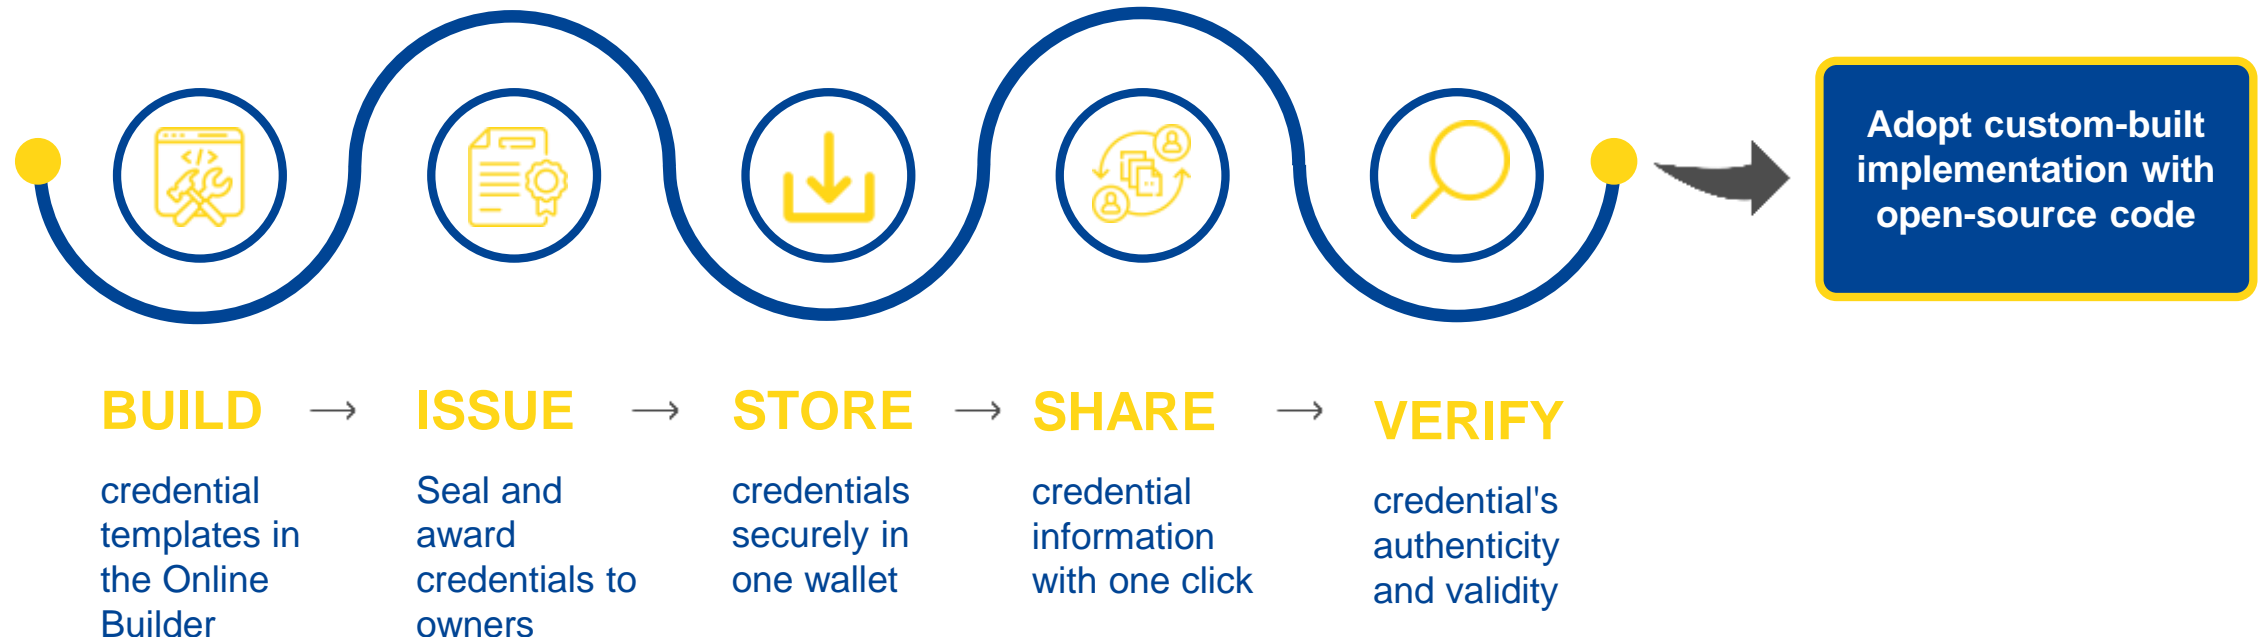 BUILD → ISSUE → STORE → SHARE → VERIFY
credential
templates in
the Online
Builder
Seal and
award
credentials to
owners
credentials
securely in
one wallet
credential
information
with one click
credential's
authenticity
and validity
Adopt custom-built
implementation with
open-source code